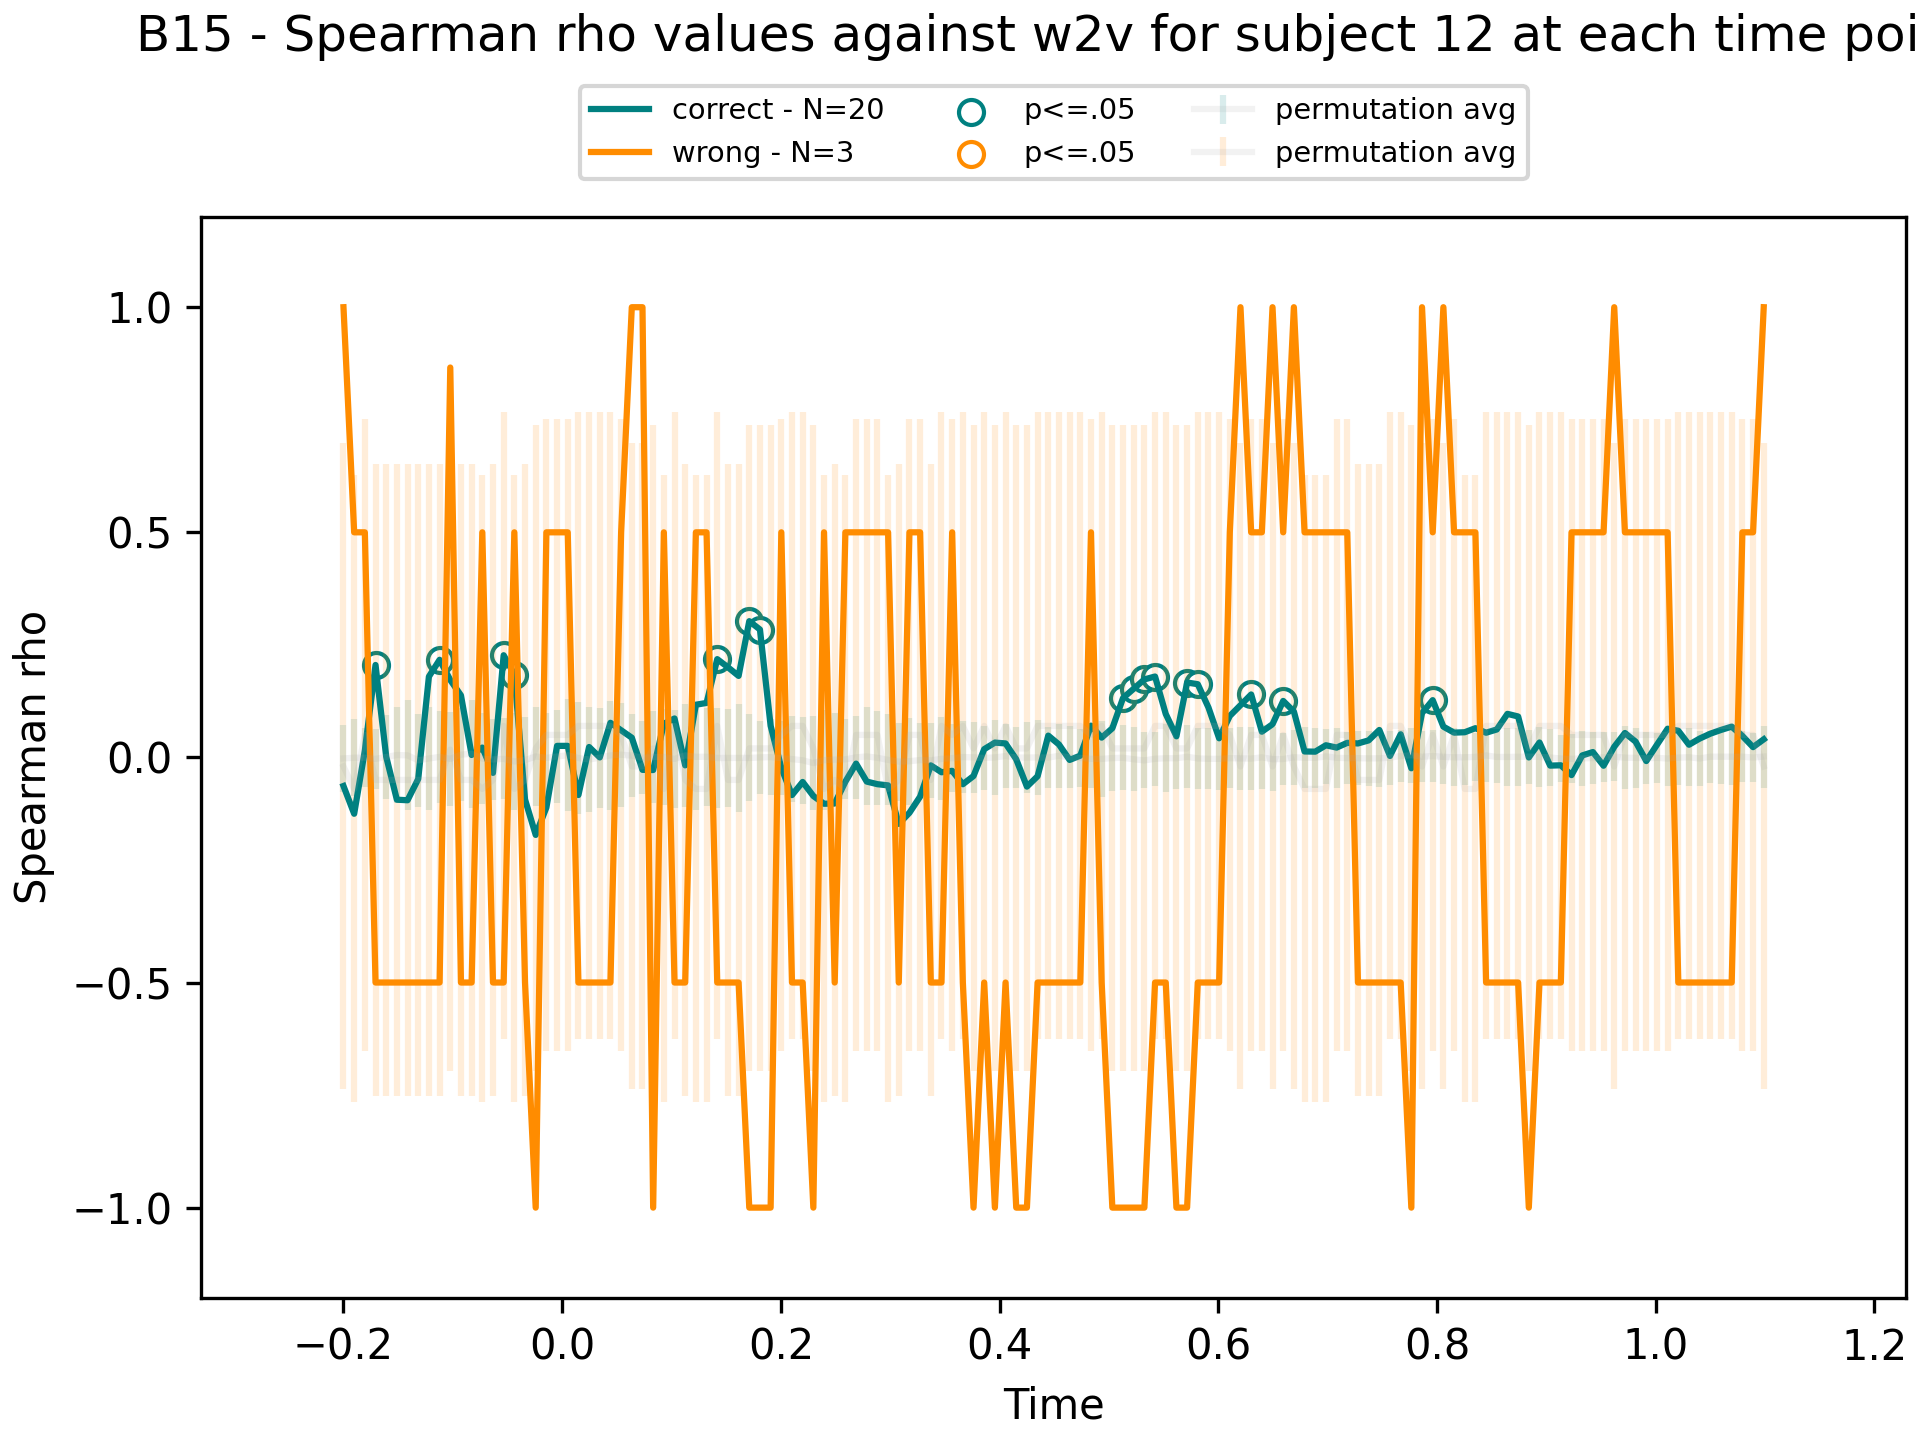 B15 - Spearman rho values against w2v for subject 12 at each time poi
correct - N=20 p<=.05 permutation avg
wrong - N=3 p<=.05 permutation avg
1.0
0.5
0.0
−0.5
−1.0
Spearman rho
−0.2 0.0 0.2 0.4 0.6 0.8 1.0 1.2
Time